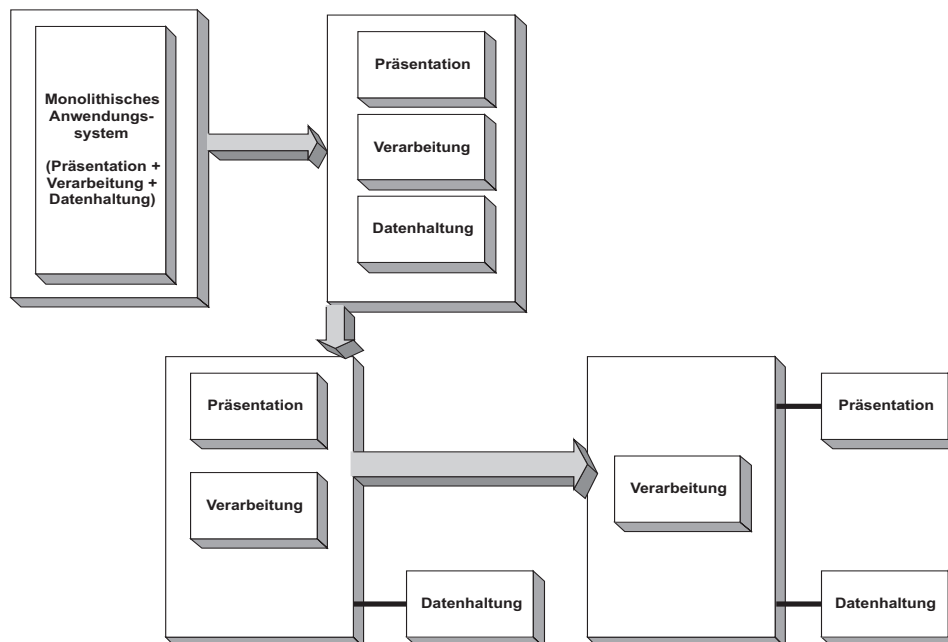 Monolithisches
Anwendungs-
system
(Präsentation +
Verarbeitung +
Datenhaltung)
Präsentation
Verarbeitung
Datenhaltung
Präsentation
Verarbeitung
Datenhaltung
Verarbeitung
Präsentation
Datenhaltung